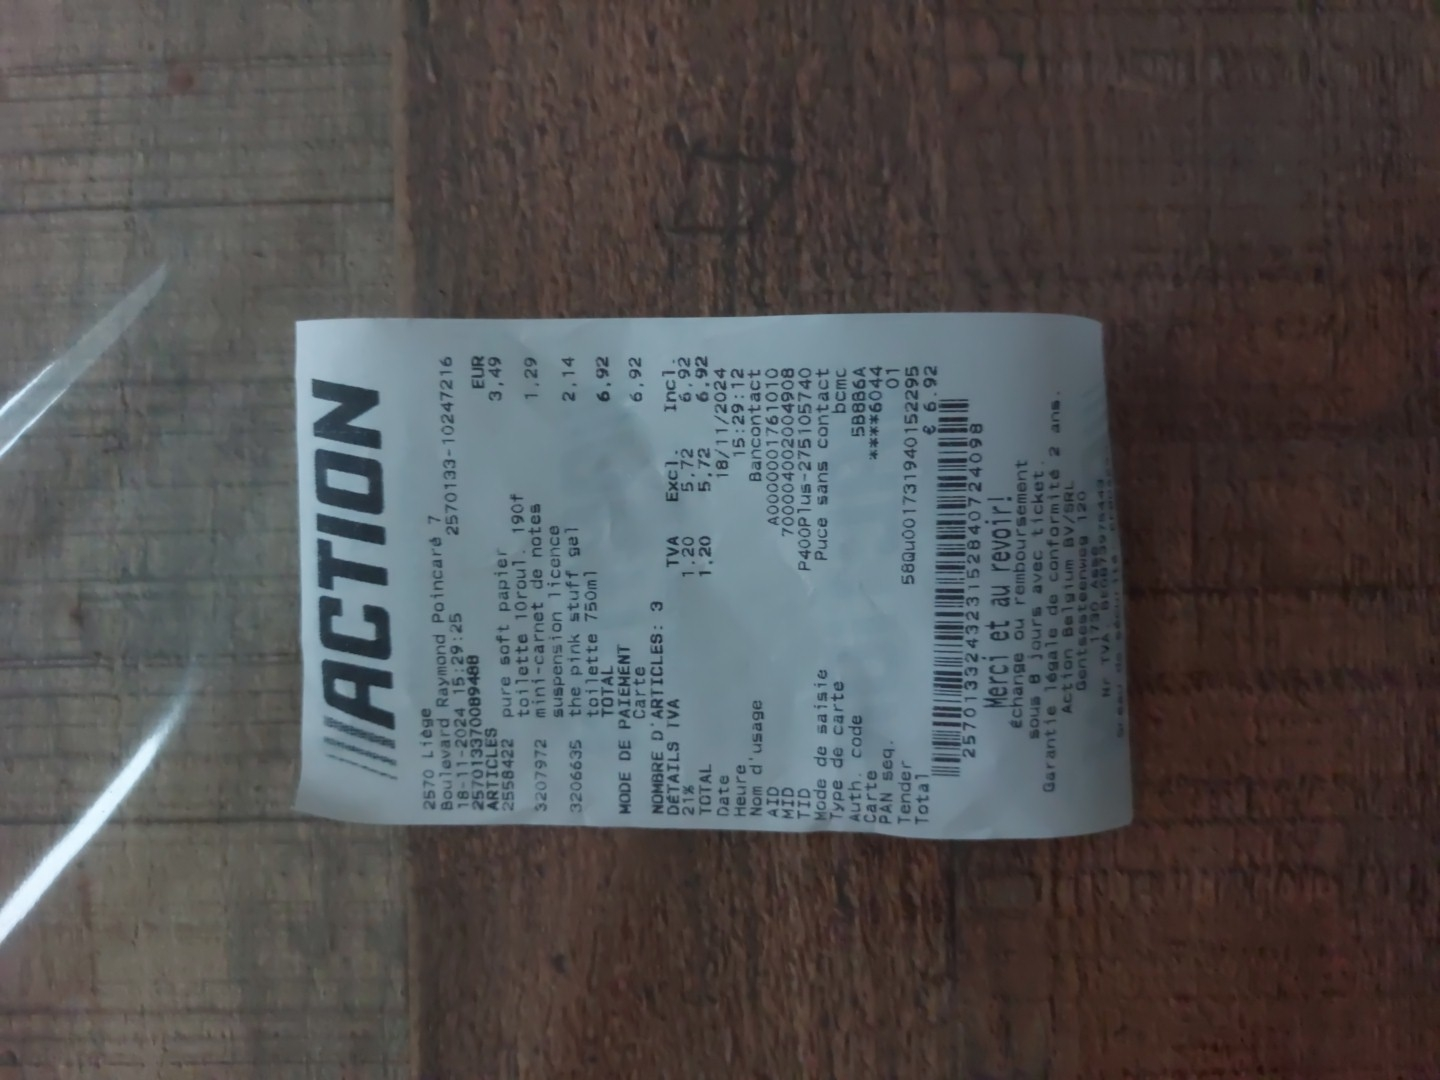 ACTION
2570 Liège
Boulevard Raymond Poincaré 7
18-11-2024 15:29:25 2570133-10247216
257013370089488
ARTICLES EUR
2558422 pure soft papier 3,49
toilette 10roul. 190f
3207972 mini-carnet de notes 1,29
suspension licence
3206635 the pink stuff gel 2,14
toilette 750ml
TOTAL 6,92
MODE DE PAIEMENT
Carte 6,92
NOMBRE D'ARTICLES: 3
DÉTAILS TVA TVA Excl. Incl.
21% 1,20 5,72 6,92
TOTAL 1,20 5,72 6,92
Date 18/11/2024
Heure 15:29:12
Nom d'usage Bancontact
AID A0000001761010
MID 700004002004908
TID P400Plus-275105740
Mode de saisie Puce sans contact
Type de carte bcmc
Auth. code 5B8B6A
Carte ****6044
PAN seq. 01
Tender 58Qu001731940152295
Total € 6.92
257013324323152840724098
Merci et au revoir!
échange ou remboursement
sous 8 jours avec ticket.
Garantie légale de conformité 2 ans.
Action Belgium BV/SRL
Gentsesteenweg 120
1730 Asse
Nr TVA